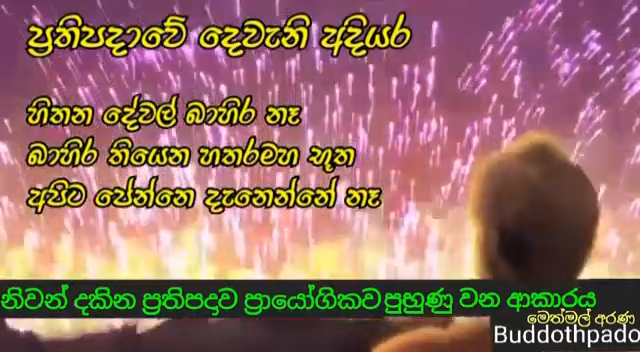 ප්‍රතිපදාවේ දෙවැනි අදියර
හිතන දේවල් බාහිර නෑ
බාහිර තියෙන හතරමහ භූත
අපිට පේන්නෙ දැනෙන්නේ නෑ
නිවන් දකින ප්‍රතිපදාව ප්‍රායෝගිකව පුහුණු වන ආකාරය
මෙත්මල් අරණ
Buddothpado